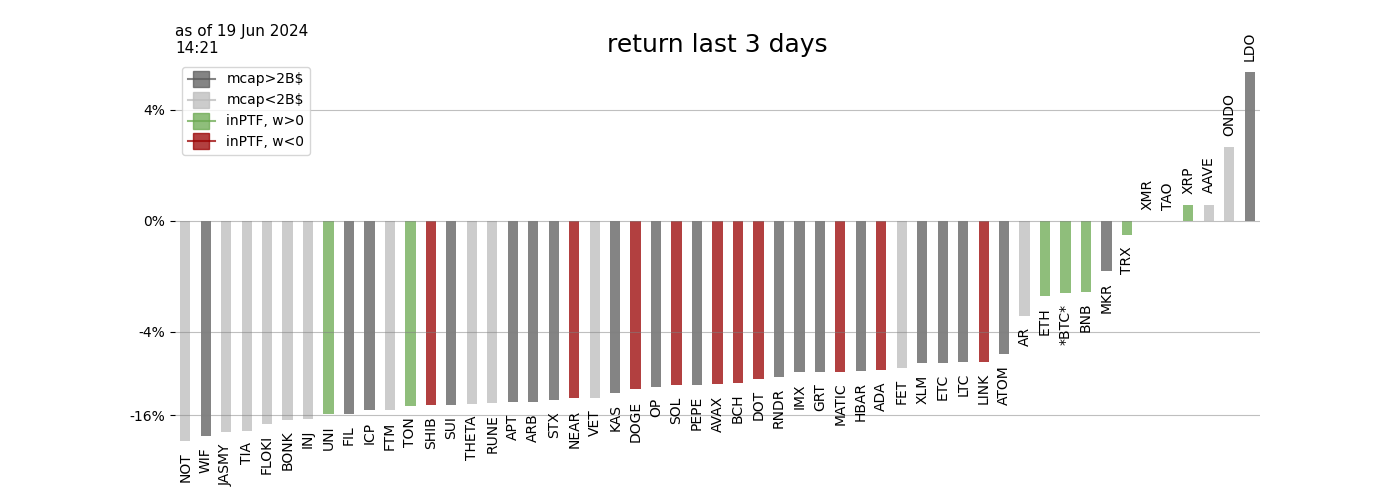 as of 19 Jun 2024
14:21
return last 3 days
mcap>2B$
mcap<2B$
inPTF, w>0
inPTF, w<0
4%
0%
-4%
-16%
NOT
WIF
JASMY
TIA
FLOKI
BONK
INJ
UNI
FIL
ICP
FTM
TON
SHIB
SUI
THETA
RUNE
APT
ARB
STX
NEAR
VET
KAS
DOGE
OP
SOL
PEPE
AVAX
BCH
DOT
RNDR
IMX
GRT
MATIC
HBAR
ADA
FET
XLM
ETC
LTC
LINK
ATOM
AR
ETH
*BTC*
BNB
MKR
TRX
XMR
TAO
XRP
AAVE
ONDO
LDO